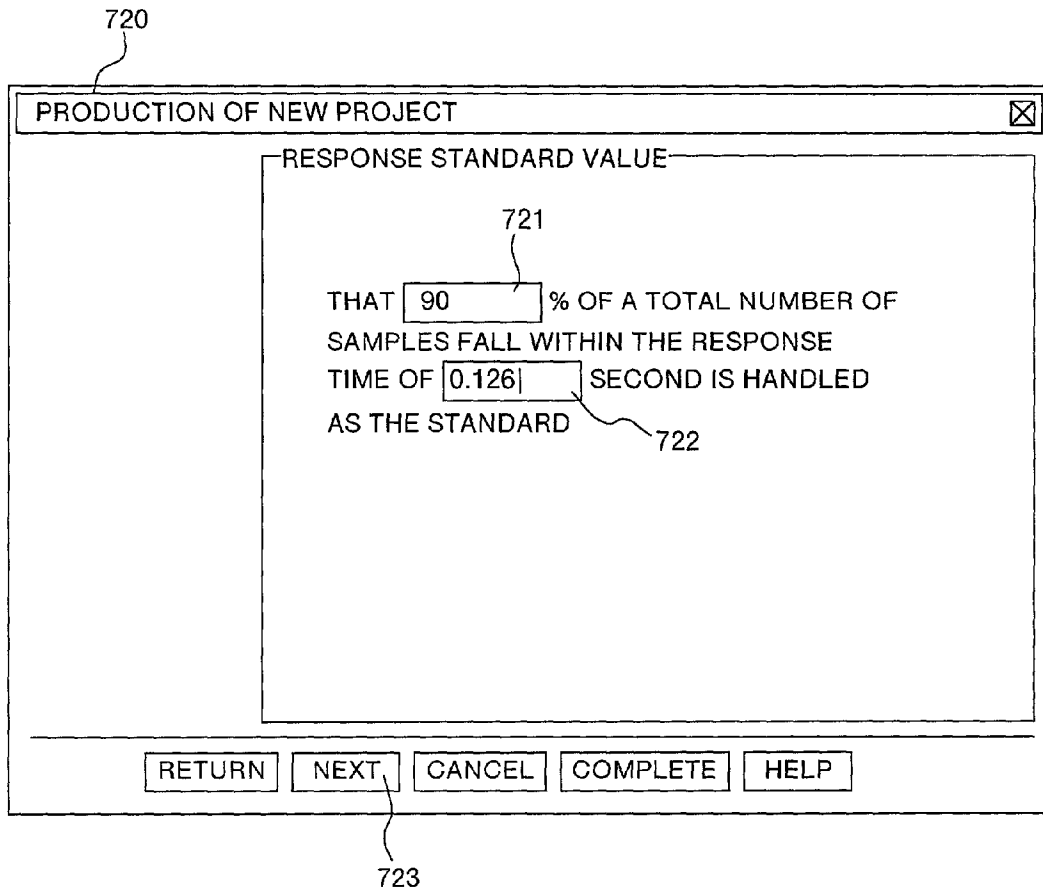 720
PRODUCTION OF NEW PROJECT
RESPONSE STANDARD VALUE
721
THAT 90 % OF A TOTAL NUMBER OF
SAMPLES FALL WITHIN THE RESPONSE
TIME OF 0.126 SECOND IS HANDLED
AS THE STANDARD
722
RETURN NEXT CANCEL COMPLETE HELP
723